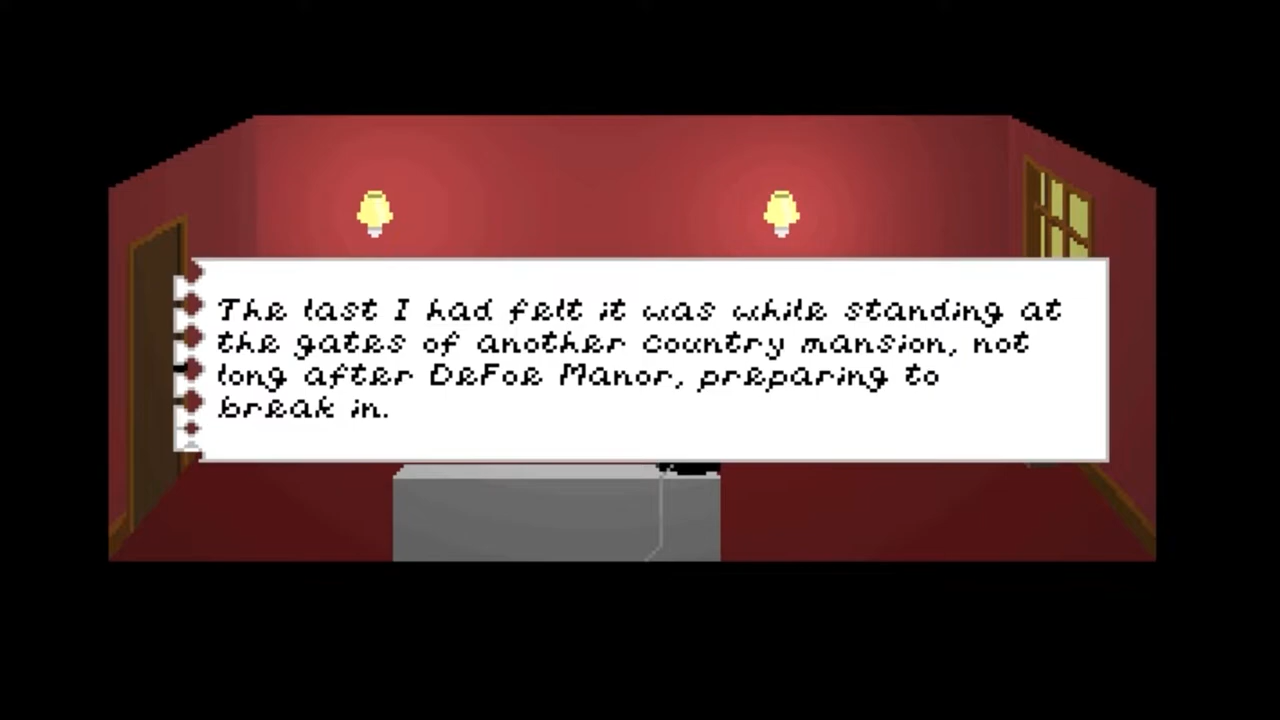 The last I had felt it was while standing at
the gates of another country mansion, not
long after DeFoe Manor, preparing to
break in.